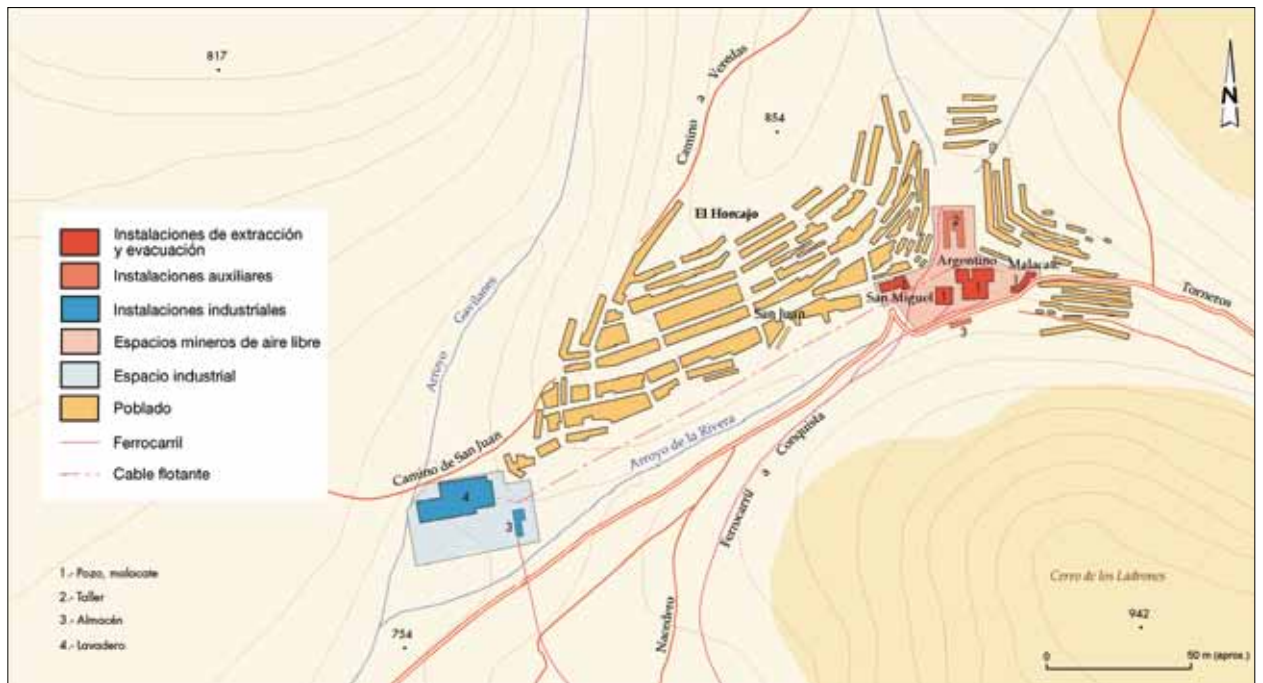 817
Camino a Veredas
854
N
El Horcajo
Instalaciones de extracción
y evacuación
Instalaciones auxiliares
Instalaciones industriales
Espacios mineros de aire libre
Espacio industrial
Poblado
Ferrocarril
Cable flotante
2
Argentino
Malacate
San Miguel
1
1
1
San Juan
3
Torneros
Arroyo Gavilanes
Arroyo de la Rivera
Camino de San Juan
Ferrocarril a Conquista
4
3
Nacedero
1.- Pozo, malacate
2.- Taller
3.- Almacén
4.- Lavadero
754
Cerro de los Ladrones
942
0
50 m (aprox.)